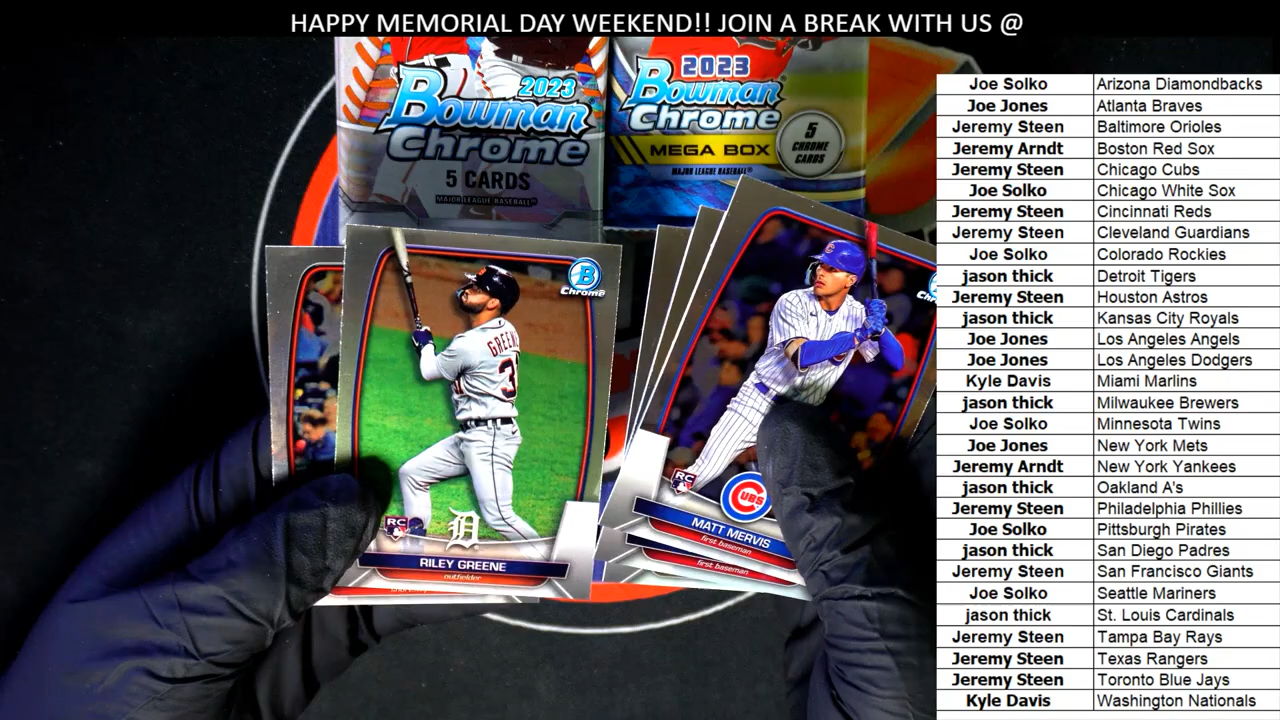 HAPPY MEMORIAL DAY WEEKEND!! JOIN A BREAK WITH US @
2023
Bowman
Chrome
5 CARDS
MAJOR LEAGUE BASEBALL
2023
Bowman
Chrome
MEGA BOX
MAJOR LEAGUE BASEBALL
5
CHROME
CARDS
B
Chrome
GREENE
3
RC
D
RILEY GREENE
outfielder
RC
CUBS
MATT MERVIS
first baseman
first baseman
Joe Solko Arizona Diamondbacks
Joe Jones Atlanta Braves
Jeremy Steen Baltimore Orioles
Jeremy Arndt Boston Red Sox
Jeremy Steen Chicago Cubs
Joe Solko Chicago White Sox
Jeremy Steen Cincinnati Reds
Jeremy Steen Cleveland Guardians
Joe Solko Colorado Rockies
jason thick Detroit Tigers
Jeremy Steen Houston Astros
jason thick Kansas City Royals
Joe Jones Los Angeles Angels
Joe Jones Los Angeles Dodgers
Kyle Davis Miami Marlins
jason thick Milwaukee Brewers
Joe Solko Minnesota Twins
Joe Jones New York Mets
Jeremy Arndt New York Yankees
jason thick Oakland A's
Jeremy Steen Philadelphia Phillies
Joe Solko Pittsburgh Pirates
jason thick San Diego Padres
Jeremy Steen San Francisco Giants
Joe Solko Seattle Mariners
jason thick St. Louis Cardinals
Jeremy Steen Tampa Bay Rays
Jeremy Steen Texas Rangers
Jeremy Steen Toronto Blue Jays
Kyle Davis Washington Nationals